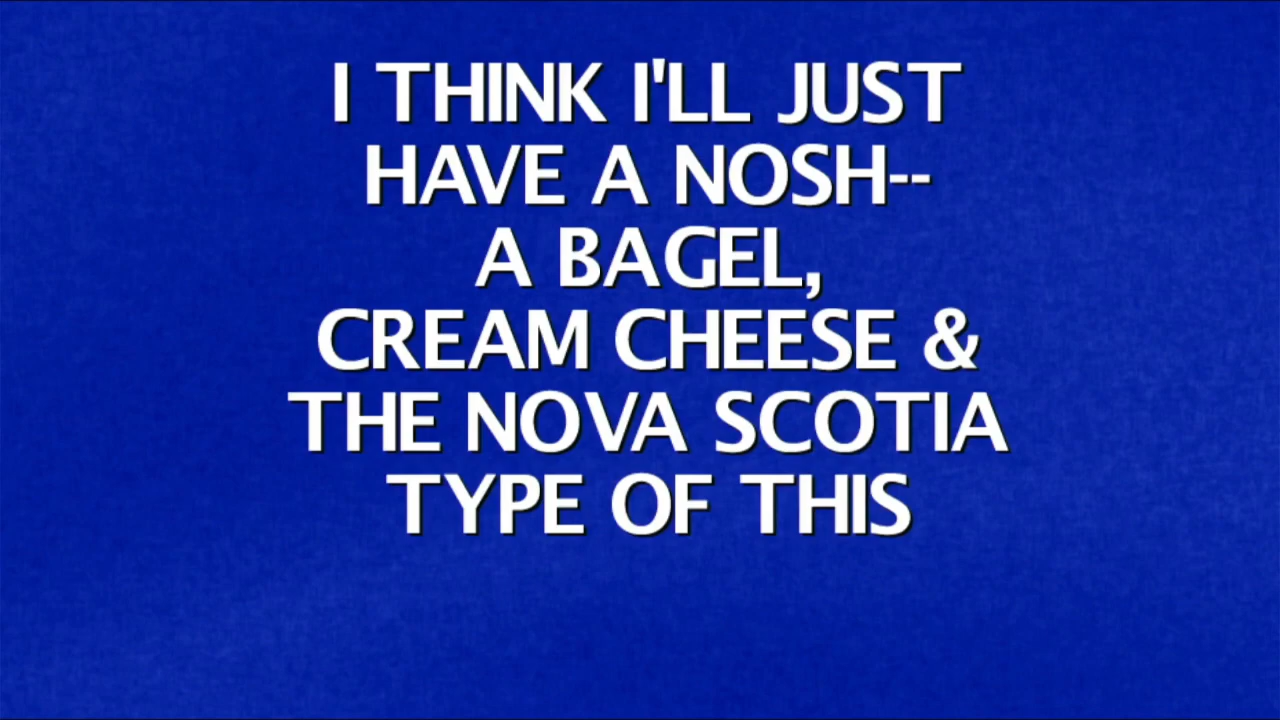 I THINK I'LL JUST
HAVE A NOSH--
A BAGEL,
CREAM CHEESE &
THE NOVA SCOTIA
TYPE OF THIS